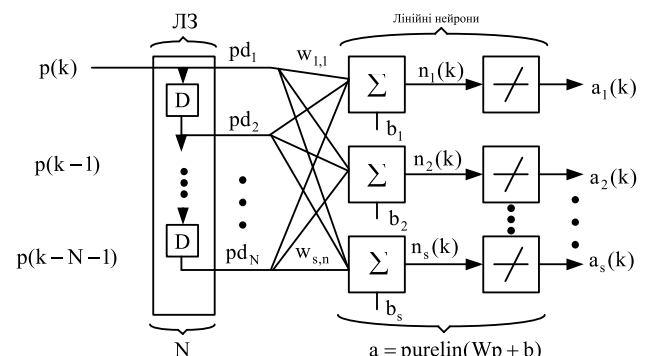 ЛЗ
Лінійні нейрони
p(k)
pd1
w1,1
Σ
n1(k)
a1(k)
D
b1
pd2
p(k−1)
Σ
n2(k)
a2(k)
b2
D
p(k−N−1)
pdN
ws,n
Σ
ns(k)
as(k)
bs
N
a = purelin(Wp + b)